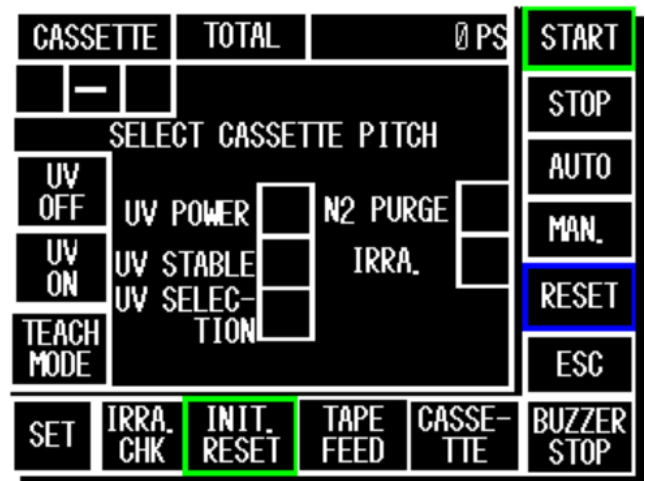 CASSETTE TOTAL 0 PS START
–
STOP
SELECT CASSETTE PITCH
UV
OFF
AUTO
UV POWER N2 PURGE
MAN.
UV
ON
UV STABLE IRRA.
RESET
UV SELEC-
TION
TEACH
MODE
ESC
SET
IRRA.
CHK
INIT.
RESET
TAPE
FEED
CASSE-
TTE
BUZZER
STOP